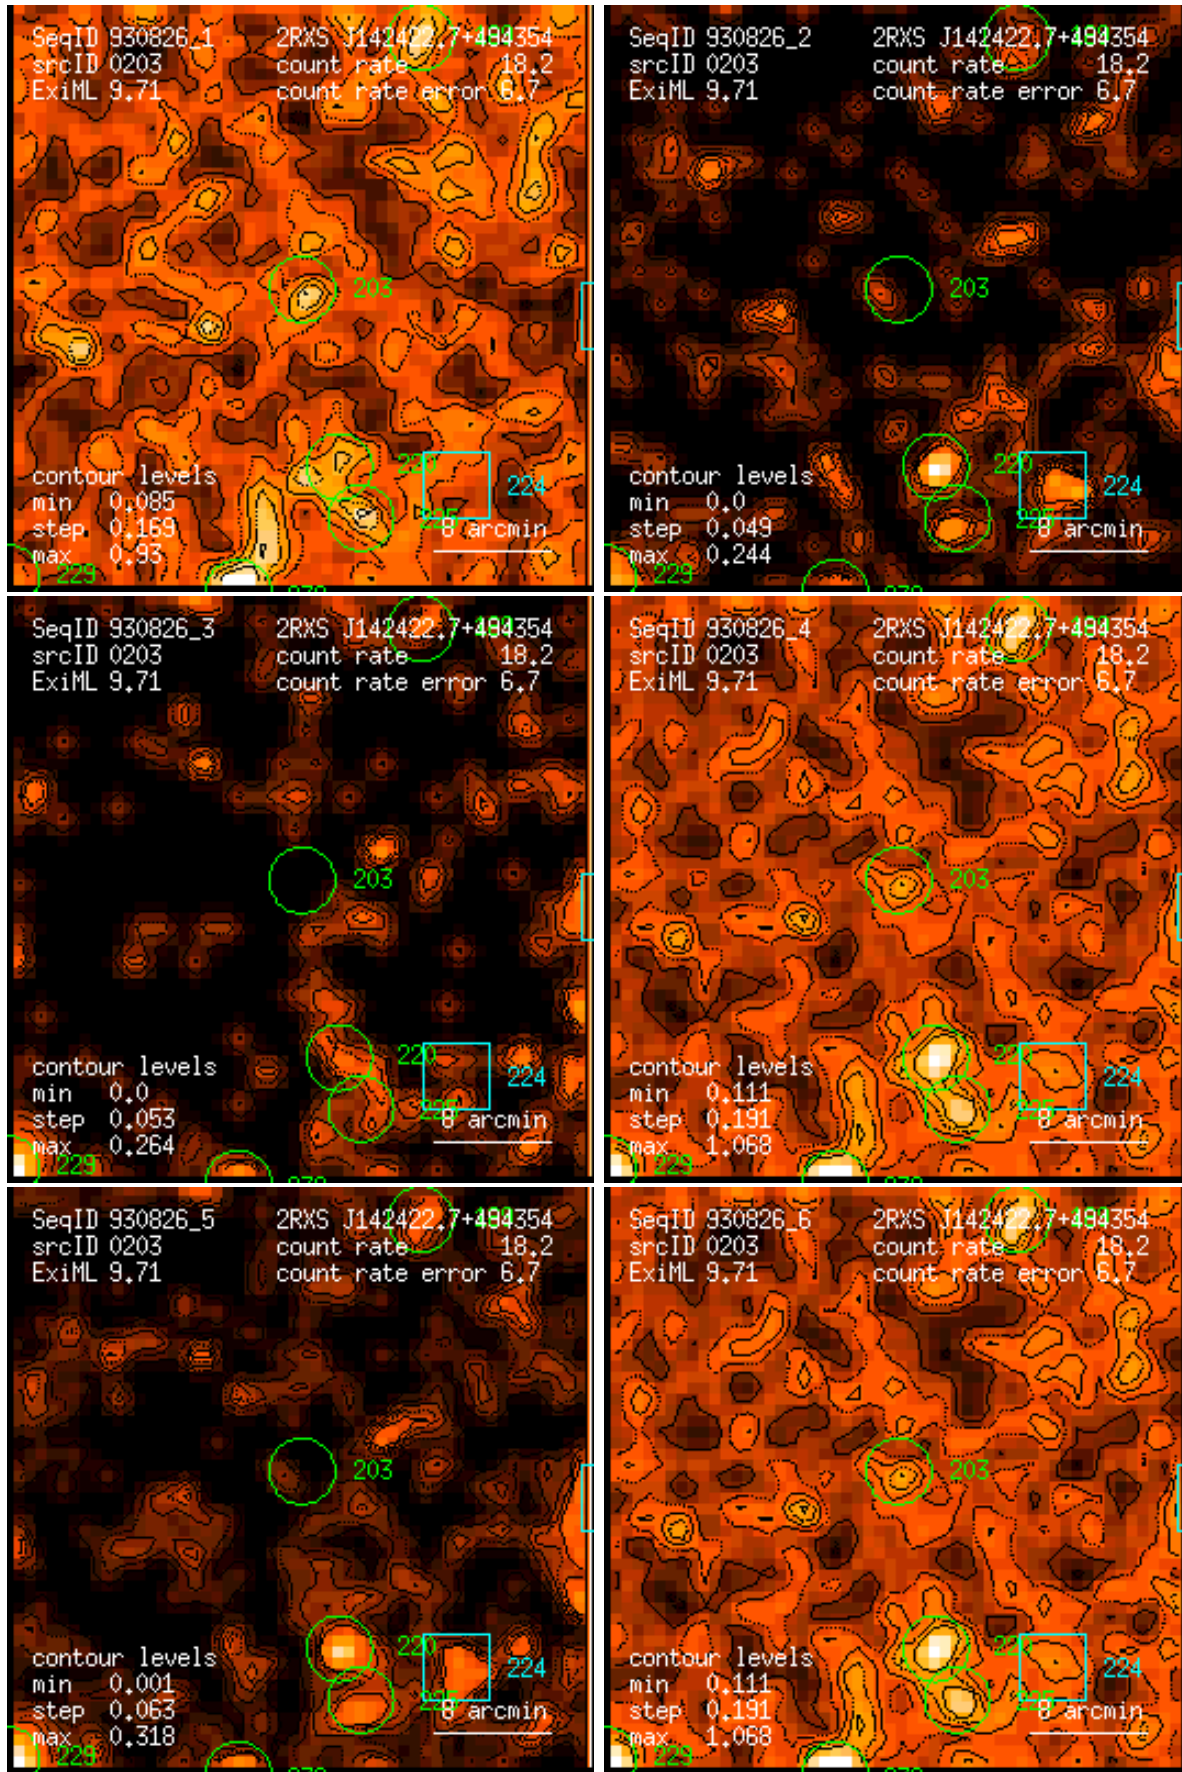 SeqID 930826_1 2RXS J142422.7+494354
srcID 0203 count rate 18.2
ExiML 9.71 count rate error 6.7
203
contour levels 220
min 0.085 224
step 0.169
max 0.93 8 arcmin
229
SeqID 930826_2 2RXS J142422.7+494354
srcID 0203 count rate 18.2
ExiML 9.71 count rate error 6.7
203
contour levels 220
min 0.0 224
step 0.049
max 0.244 8 arcmin
229
SeqID 930826_3 2RXS J142422.7+494354
srcID 0203 count rate 18.2
ExiML 9.71 count rate error 6.7
203
contour levels 220
min 0.0 224
step 0.053
max 0.264 8 arcmin
229
SeqID 930826_4 2RXS J142422.7+494354
srcID 0203 count rate 18.2
ExiML 9.71 count rate error 6.7
203
contour levels 220
min 0.111 224
step 0.191
max 1.068 8 arcmin
229
SeqID 930826_5 2RXS J142422.7+494354
srcID 0203 count rate 18.2
ExiML 9.71 count rate error 6.7
203
contour levels 220
min 0.001 224
step 0.063
max 0.318 8 arcmin
229
SeqID 930826_6 2RXS J142422.7+494354
srcID 0203 count rate 18.2
ExiML 9.71 count rate error 6.7
203
contour levels 220
min 0.111 224
step 0.191
max 1.068 8 arcmin
229